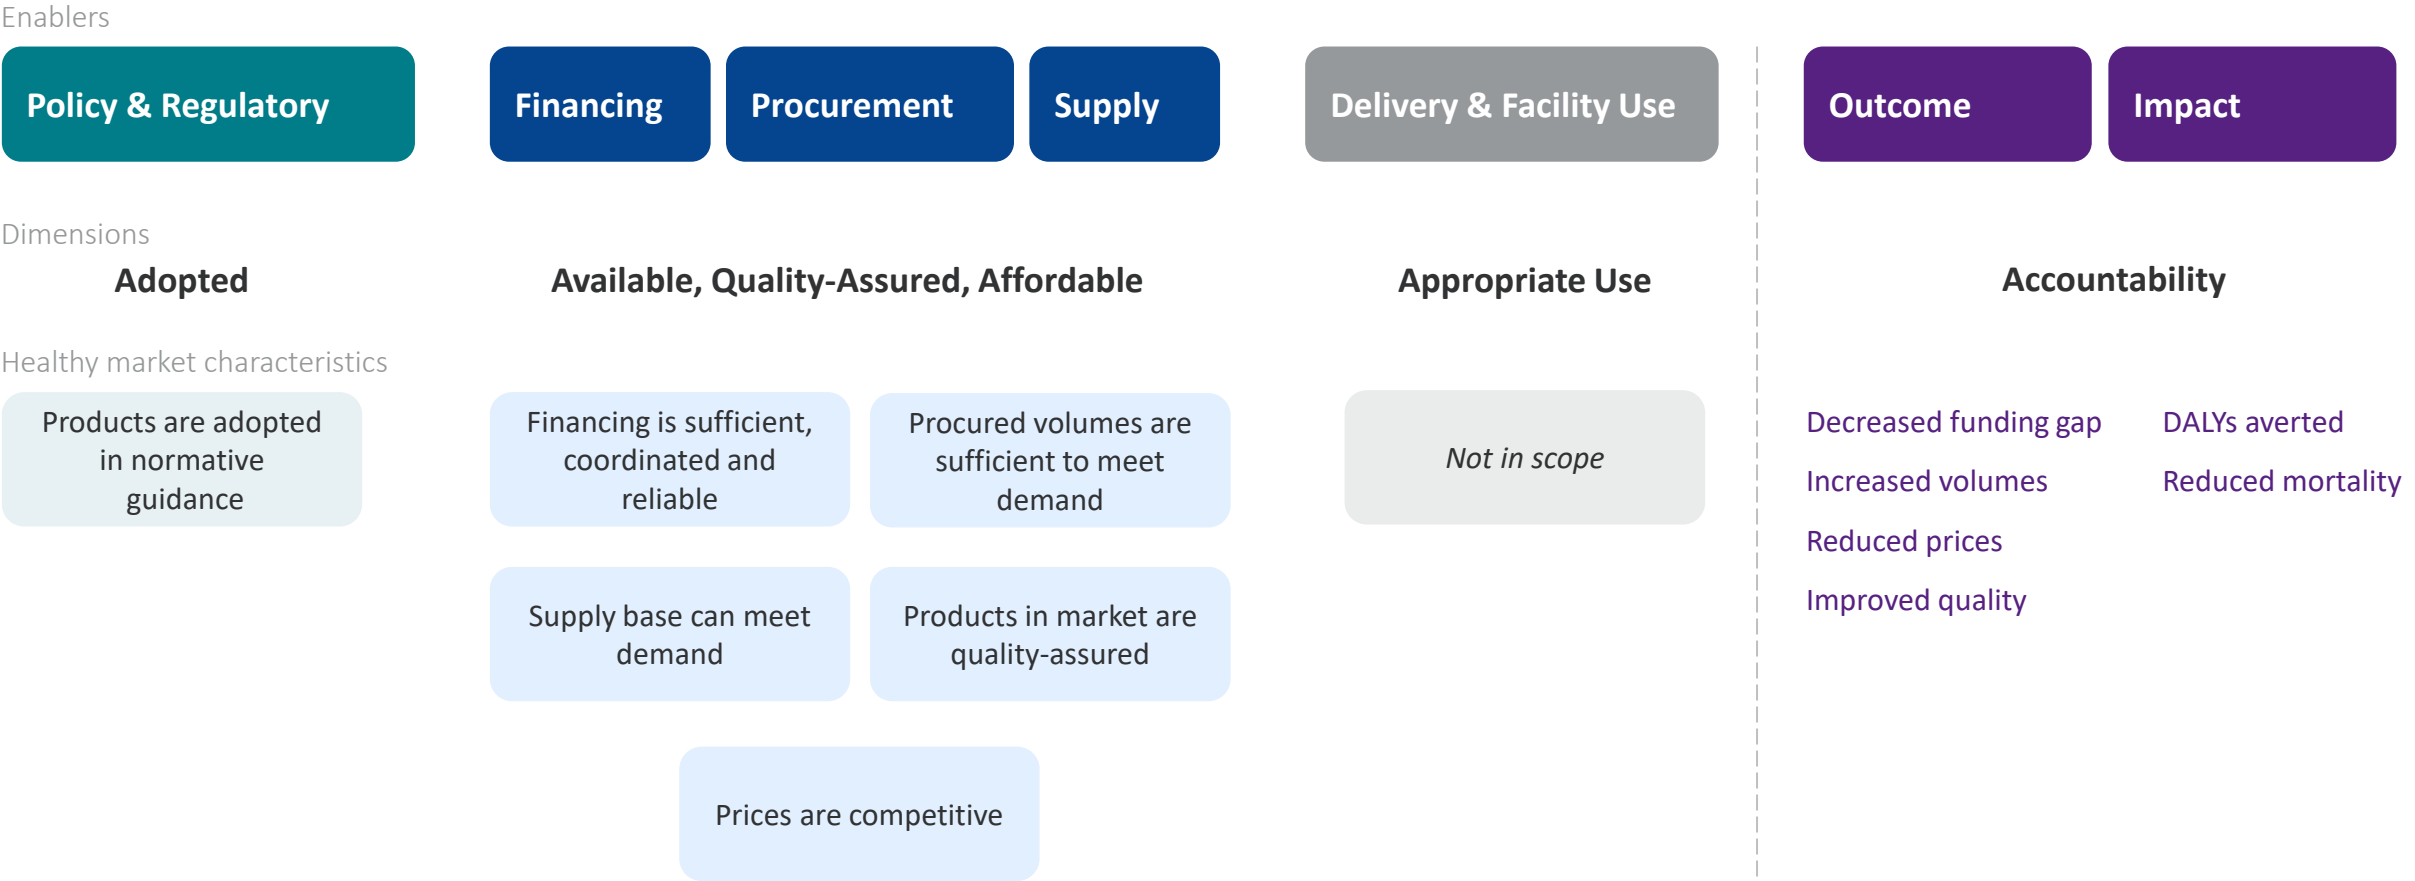 Enablers
Policy & Regulatory
Financing
Procurement
Supply
Delivery & Facility Use
Outcome
Impact
Dimensions
Adopted
Available, Quality-Assured, Affordable
Appropriate Use
Accountability
Healthy market characteristics
Products are adopted
in normative
guidance
Financing is sufficient,
coordinated and
reliable
Procured volumes are
sufficient to meet
demand
Supply base can meet
demand
Products in market are
quality-assured
Prices are competitive
Not in scope
Decreased funding gap
Increased volumes
Reduced prices
Improved quality
DALYs averted
Reduced mortality